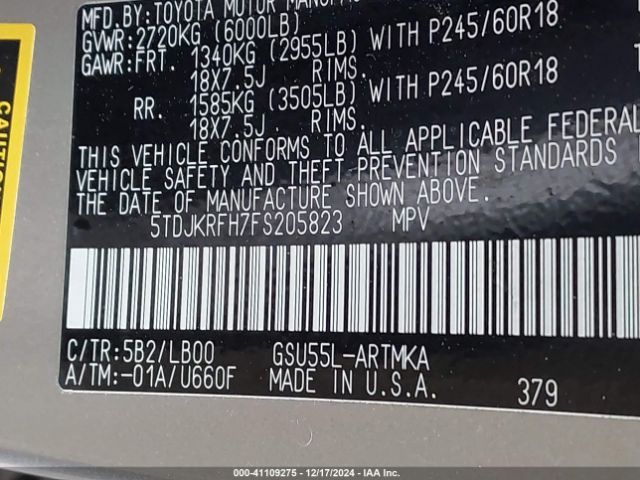 MFD.BY:TOYOTA MOTOR
GVWR:2720KG (6000LB)
GAWR:FRT. 1340KG (2955LB) WITH P245/60R18
18X7.5J RIMS.
RR. 1585KG (3505LB) WITH P245/60R18
18X7.5J RIMS.
THIS VEHICLE CONFORMS TO ALL APPLICABLE FEDERAL
VEHICLE SAFETY AND THEFT PREVENTION STANDARDS
THE DATE OF MANUFACTURE SHOWN ABOVE.
5TDJKRFH7FS205823 MPV
C/TR:5B2/LB00 GSU55L-ARTMKA
A/TM:-01A/U660F MADE IN U.S.A. 379
000-41109275 - 12/17/2024 - IAA Inc.